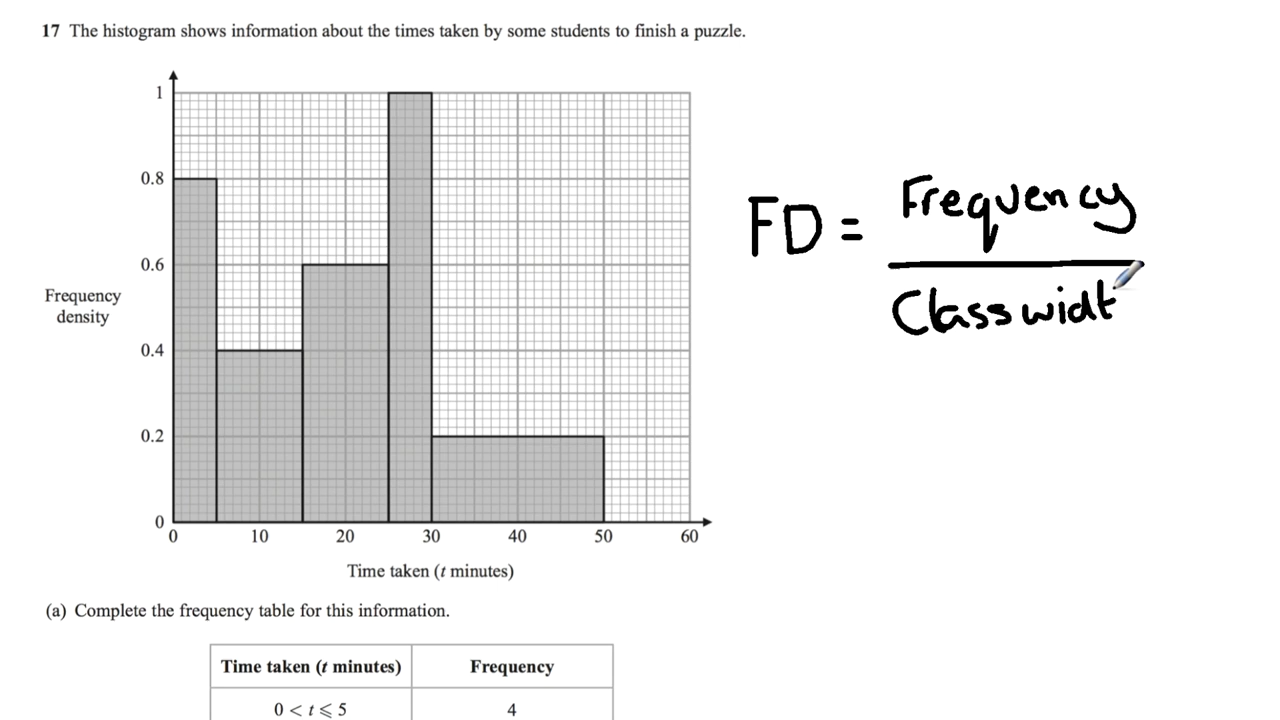 17 The histogram shows information about the times taken by some students to finish a puzzle.
1
0.8
0.6
Frequency
density
0.4
0.2
0
0 10 20 30 40 50 60
Time taken (t minutes)
FD = Frequency
Classwidt
(a) Complete the frequency table for this information.
Time taken (t minutes) Frequency
0 < t ⩽ 5 4